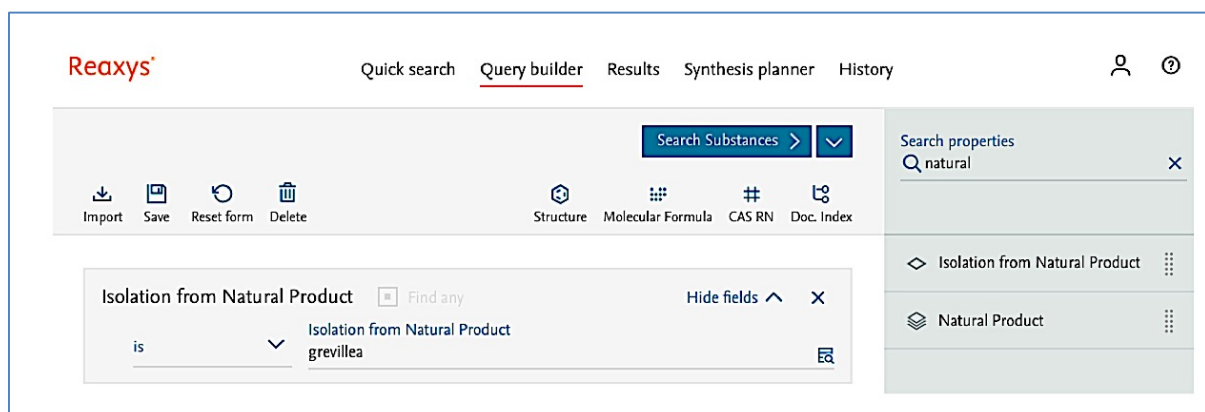 Reaxys®
Quick search Query builder Results Synthesis planner History
Search Substances
Import Save Reset form Delete Structure Molecular Formula CAS RN Doc. Index
Search properties
natural
Isolation from Natural Product
Natural Product
Isolation from Natural Product Find any Hide fields
is
Isolation from Natural Product
grevillea